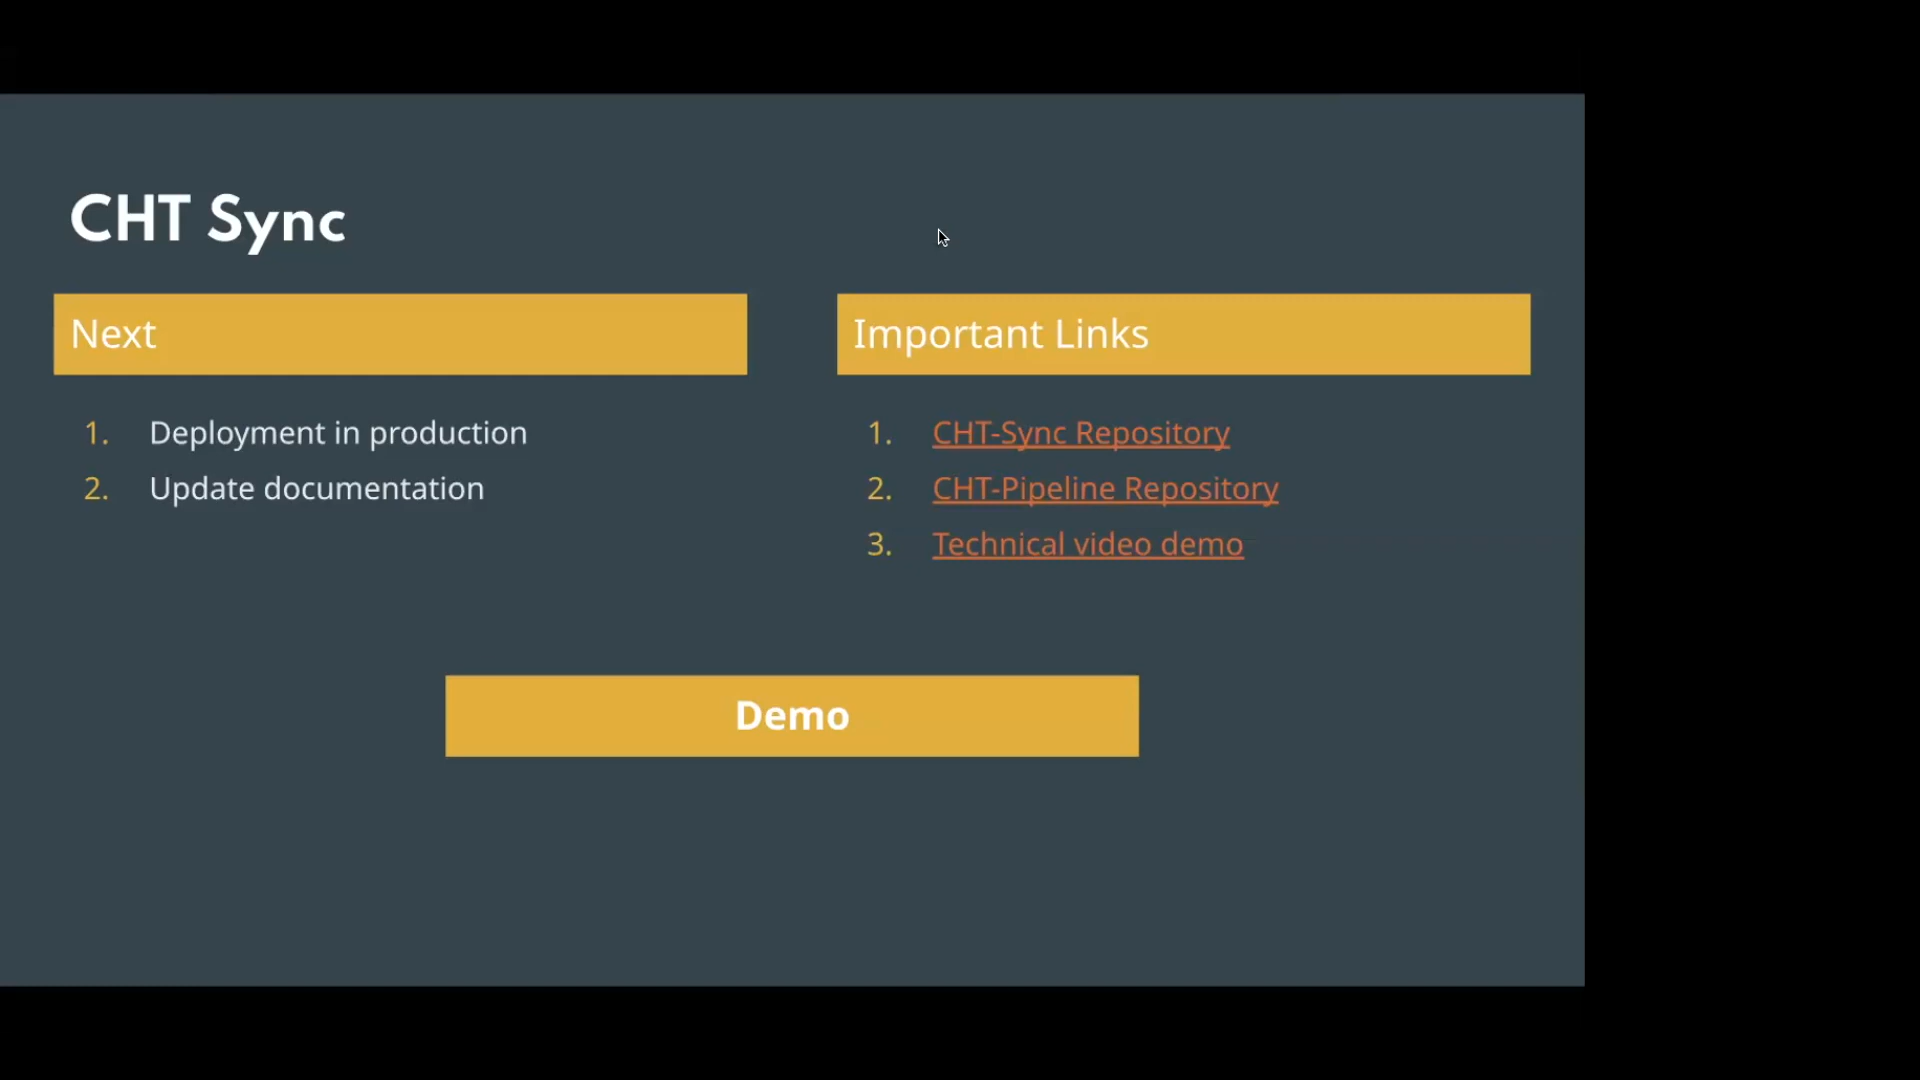 CHT Sync
Next
1. Deployment in production
2. Update documentation
Important Links
1. CHT-Sync Repository
2. CHT-Pipeline Repository
3. Technical video demo
Demo